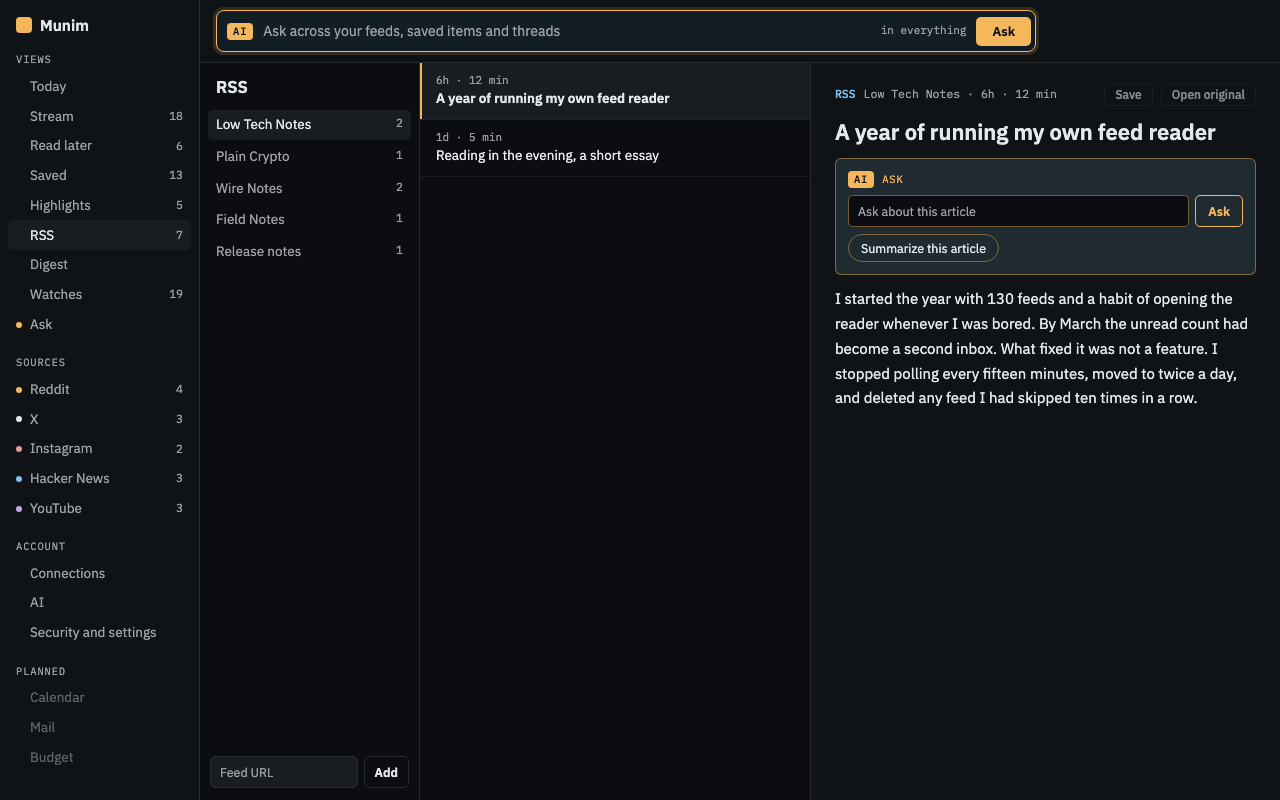 Munim
VIEWS
Today
Stream 18
Read later 6
Saved 13
Highlights 5
RSS 7
Digest
Watches 19
Ask
SOURCES
Reddit 4
X 3
Instagram 2
Hacker News 3
YouTube 3
ACCOUNT
Connections
AI
Security and settings
PLANNED
Calendar
Mail
Budget
AI Ask across your feeds, saved items and threads in everything Ask
RSS
Low Tech Notes 2
Plain Crypto 1
Wire Notes 2
Field Notes 1
Release notes 1
Feed URL Add
6h · 12 min
A year of running my own feed reader
1d · 5 min
Reading in the evening, a short essay
RSS Low Tech Notes · 6h · 12 min Save Open original
A year of running my own feed reader
AI ASK
Ask about this article Ask
Summarize this article
I started the year with 130 feeds and a habit of opening the
reader whenever I was bored. By March the unread count had
become a second inbox. What fixed it was not a feature. I
stopped polling every fifteen minutes, moved to twice a day,
and deleted any feed I had skipped ten times in a row.